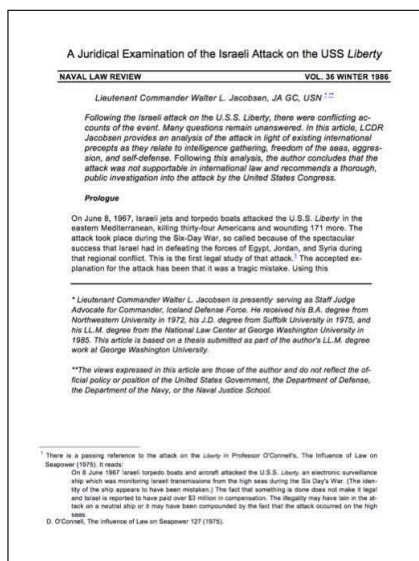 A Juridical Examination of the Israeli Attack on the USS Liberty
NAVAL LAW REVIEW VOL. 36 WINTER 1986
Lieutenant Commander Walter L. Jacobsen, JA GC, USN * **
Following the Israeli attack on the U.S.S. Liberty, there were conflicting ac-
counts of the event. Many questions remain unanswered. In this article, LCDR
Jacobsen provides an analysis of the attack in light of existing international
precepts as they relate to intelligence gathering, freedom of the seas, aggres-
sion, and self-defense. Following this analysis, the author concludes that the
attack was not supportable in international law and recommends a thorough,
public investigation into the attack by the United States Congress.
Prologue
On June 8, 1967, Israeli jets and torpedo boats attacked the U.S.S. Liberty in the
eastern Mediterranean, killing thirty-four Americans and wounding 171 more. The
attack took place during the Six-Day War, so called because of the spectacular
success that Israel had in defeating the forces of Egypt, Jordan, and Syria during
that regional conflict. This is the first legal study of that attack.1 The accepted ex-
planation for the attack has been that it was a tragic mistake. Using this
* Lieutenant Commander Walter L. Jacobsen is presently serving as Staff Judge
Advocate for Commander, Iceland Defense Force. He received his B.A. degree from
Northwestern University in 1972, his J.D. degree from Suffolk University in 1975, and
his LL.M. degree from the National Law Center at George Washington University in
1985. This article is based on a thesis submitted as part of the author's LL.M. degree
work at George Washington University.
**The views expressed in this article are those of the author and do not reflect the of-
ficial policy or position of the United States Government, the Department of Defense,
the Department of the Navy, or the Naval Justice School.
1 There is a passing reference to the attack on the Liberty in Professor O'Connell's, The Influence of Law on
Seapower (1975). It reads:
On 8 June 1967 Israeli torpedo boats and aircraft attacked the U.S.S. Liberty, an electronic surveillance
ship which was monitoring Israeli transmissions from the high seas during the Six Day's War. (The iden-
tity of the ship appears to have been mistaken.) The fact that something is done does not make it legal
and Israel is reported to have paid over $3 million in compensation. The illegality may have lain in the at-
tack on a neutral ship or it may have been compounded by the fact that the attack occurred on the high
seas.
D. O'Connell, The Influence of Law on Seapower 127 (1975).